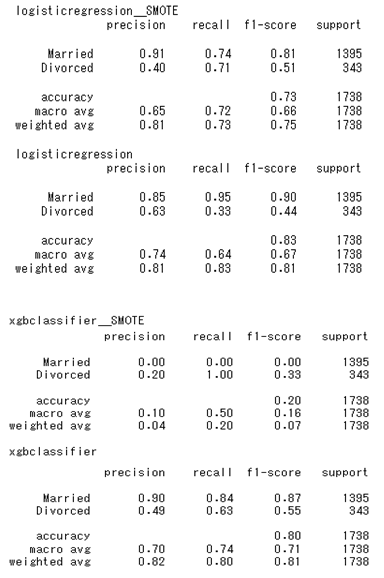 logisticregression__SMOTE
precision recall f1-score support
Married 0.91 0.74 0.81 1395
Divorced 0.40 0.71 0.51 343
accuracy 0.73 1738
macro avg 0.65 0.72 0.66 1738
weighted avg 0.81 0.73 0.75 1738
logisticregression
precision recall f1-score support
Married 0.85 0.95 0.90 1395
Divorced 0.63 0.33 0.44 343
accuracy 0.83 1738
macro avg 0.74 0.64 0.67 1738
weighted avg 0.81 0.83 0.81 1738
xgbclassifier__SMOTE
precision recall f1-score support
Married 0.00 0.00 0.00 1395
Divorced 0.20 1.00 0.33 343
accuracy 0.20 1738
macro avg 0.10 0.50 0.16 1738
weighted avg 0.04 0.20 0.07 1738
xgbclassifier
precision recall f1-score support
Married 0.90 0.84 0.87 1395
Divorced 0.49 0.63 0.55 343
accuracy 0.80 1738
macro avg 0.70 0.74 0.71 1738
weighted avg 0.82 0.80 0.81 1738